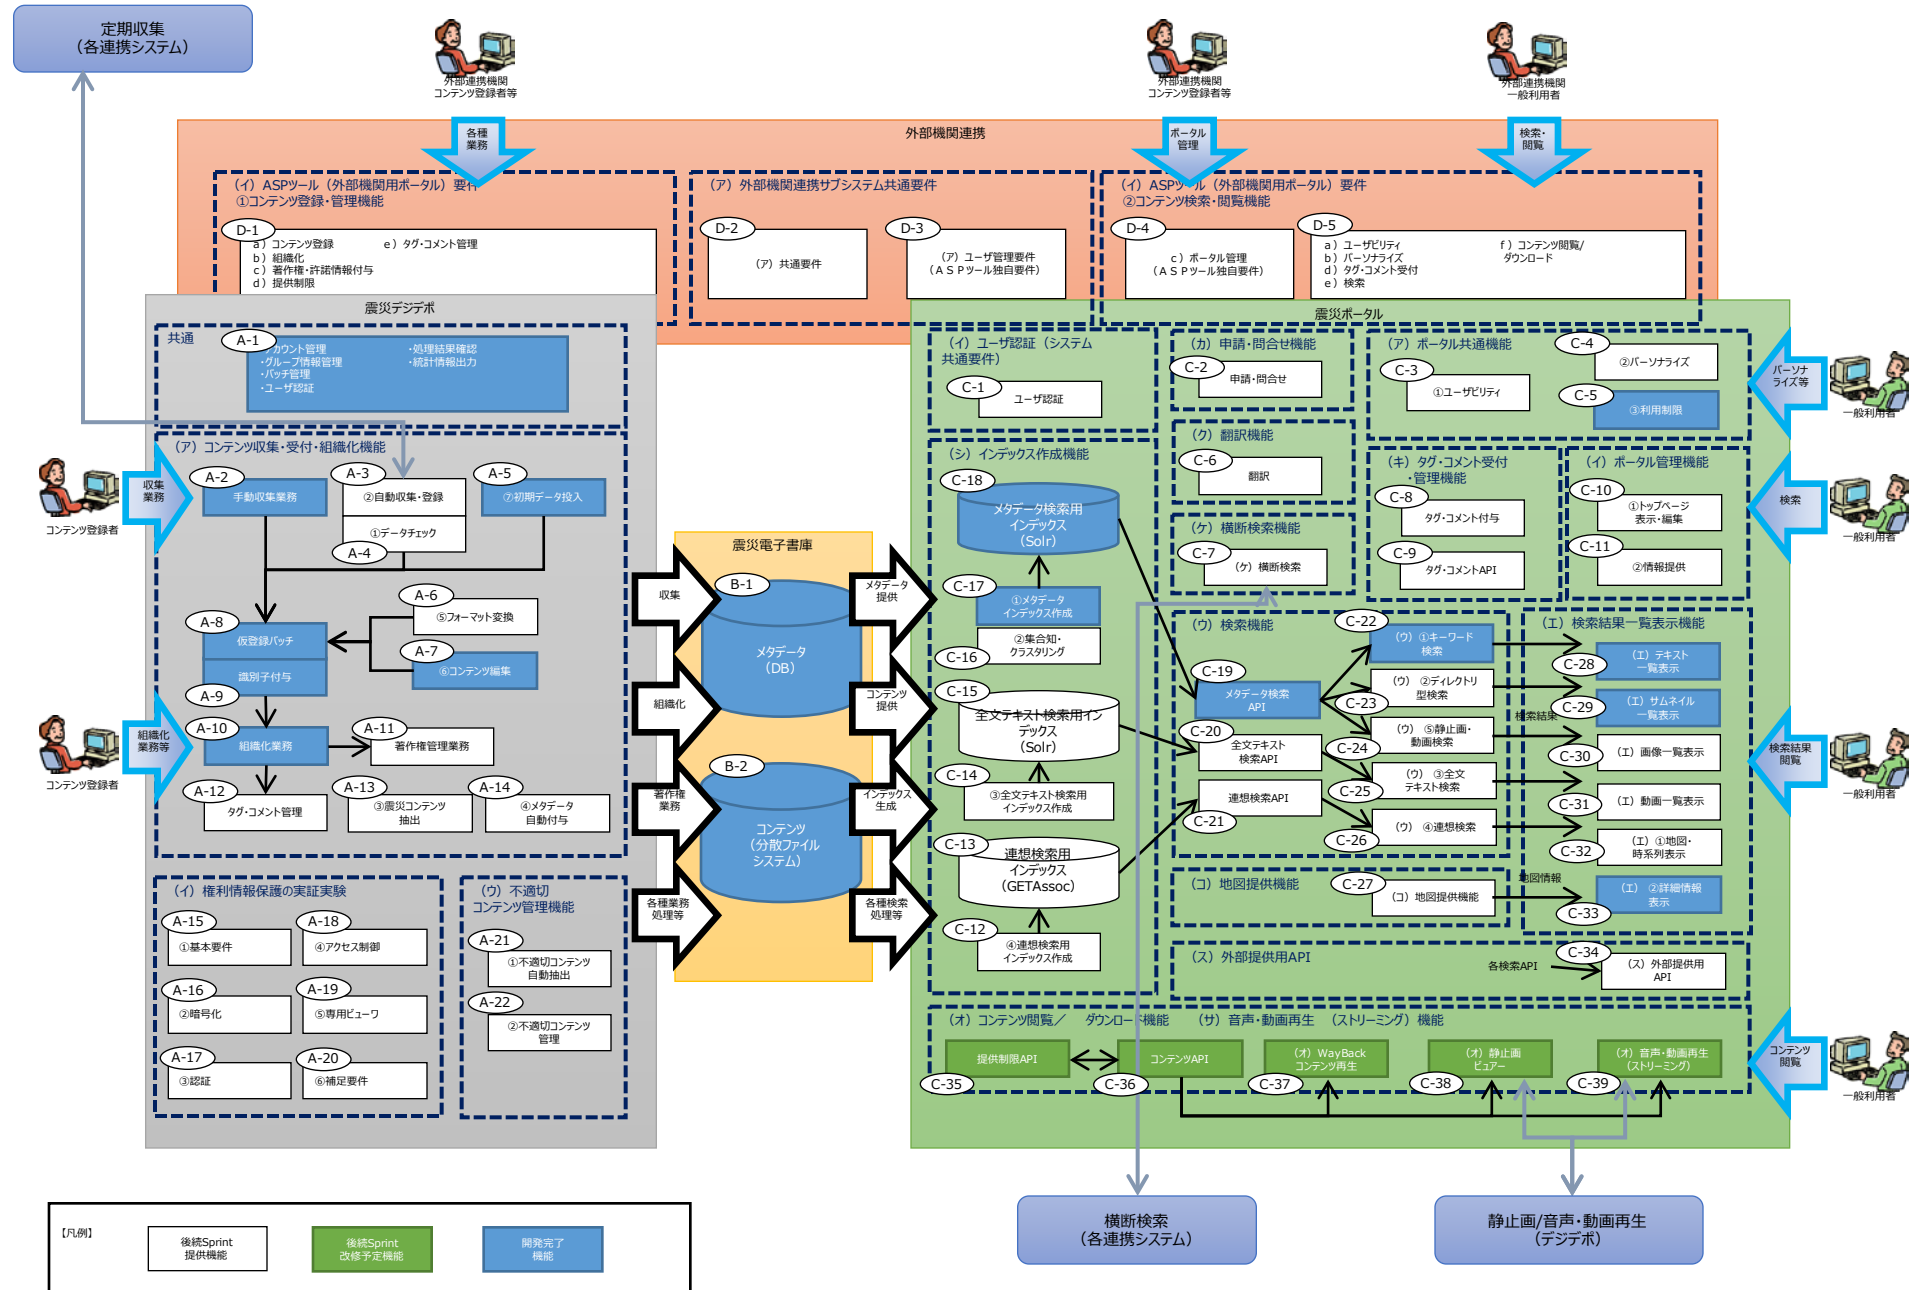 定期収集
（各連携システム）
外部連携機関
コンテンツ登録者等
外部連携機関
コンテンツ登録者等
外部連携機関
一般利用者
外部機関連携
各種
業務
ポータル
管理
検索・
閲覧
（イ）ASPツール（外部機関用ポータル）要件
①コンテンツ登録・管理機能
D-1
a）コンテンツ登録
b）組織化
c）著作権・許諾情報付与
d）提供制限
e）タグ・コメント管理
（ア）外部機関連携サブシステム共通要件
D-2
（ア）共通要件
D-3
（ア）ユーザ管理要件
（ASPツール独自要件）
（イ）ASPツール（外部機関用ポータル）要件
②コンテンツ検索・閲覧機能
D-4
c）ポータル管理
（ASPツール独自要件）
D-5
a）ユーザビリティ
b）パーソナライズ
d）タグ・コメント受付
e）検索
f）コンテンツ閲覧/
ダウンロード
震災デジデポ
共通
A-1
アカウント管理
・グループ情報管理
・バッチ管理
・ユーザ認証
・処理結果確認
・統計情報出力
（ア）コンテンツ収集・受付・組織化機能
収集
業務
コンテンツ登録者
A-2
手動収集業務
A-3
②自動収集・登録
①データチェック
A-4
A-5
⑦初期データ投入
A-6
⑤フォーマット変換
A-7
⑥コンテンツ編集
A-8
仮登録バッチ
識別子付与
A-9
組織化
業務等
コンテンツ登録者
A-10
組織化業務
A-11
著作権管理業務
A-12
タグ・コメント管理
A-13
③震災コンテンツ
抽出
A-14
④メタデータ
自動付与
（イ）権利情報保護の実証実験
A-15
①基本要件
A-18
④アクセス制御
A-16
②暗号化
A-19
⑤専用ビューワ
A-17
③認証
A-20
⑥補足要件
（ウ）不適切
コンテンツ管理機能
A-21
①不適切コンテンツ
自動抽出
A-22
②不適切コンテンツ
管理
震災電子書庫
B-1
メタデータ
（DB）
B-2
コンテンツ
（分散ファイル
システム）
収集
組織化
著作権
業務
各種業務
処理等
メタデータ
提供
コンテンツ
提供
インデックス
生成
各種検索
処理等
震災ポータル
（イ）ユーザ認証（システム
共通要件）
C-1
ユーザ認証
（カ）申請・問合せ機能
C-2
申請・問合せ
（ア）ポータル共通機能
C-3
①ユーザビリティ
C-4
②パーソナライズ
C-5
③利用制限
パーソナ
ライズ等
一般利用者
（シ）インデックス作成機能
C-18
メタデータ検索用
インデックス
（Solr）
C-17
①メタデータ
インデックス作成
②集合知・
クラスタリング
C-16
C-15
全文テキスト検索用イン
デックス
（Solr）
C-14
③全文テキスト検索用
インデックス作成
C-13
連想検索用
インデックス
（GETAssoc）
C-12
④連想検索用
インデックス作成
（ク）翻訳機能
C-6
翻訳
（ケ）横断検索機能
C-7
（ケ）横断検索
（キ）タグ・コメント受付
・管理機能
C-8
タグ・コメント付与
C-9
タグ・コメントAPI
（イ）ポータル管理機能
C-10
①トップページ
表示・編集
C-11
②情報提供
検索
一般利用者
（ウ）検索機能
C-19
メタデータ検索
API
C-20
全文テキスト
検索API
連想検索API
C-21
C-22
（ウ）①キーワード
検索
（ウ）②ディレクトリ
型検索
C-23
（ウ）⑤静止画・
動画検索
C-24
（ウ）③全文
テキスト検索
C-25
（ウ）④連想検索
C-26
検索結果
（エ）検索結果一覧表示機能
（エ）テキスト
一覧表示
C-28
（エ）サムネイル
一覧表示
C-29
（エ）画像一覧表示
C-30
（エ）動画一覧表示
C-31
（エ）①地図・
時系列表示
C-32
（エ）②詳細情報
表示
C-33
検索結果
閲覧
一般利用者
（コ）地図提供機能
C-27
（コ）地図提供機能
地図情報
（ス）外部提供用API
各検索API
C-34
（ス）外部提供用
API
（オ）コンテンツ閲覧／　ダウンロード機能　（サ）音声・動画再生　（ストリーミング）機能
提供制限API
C-35
コンテンツAPI
C-36
（オ）WayBack
コンテンツ再生
C-37
（オ）静止画
ビュアー
C-38
（オ）音声・動画再生
（ストリーミング）
C-39
コンテンツ
閲覧
一般利用者
横断検索
（各連携システム）
静止画/音声・動画再生
（デジデポ）
【凡例】
後続Sprint
提供機能
後続Sprint
改修予定機能
開発完了
機能